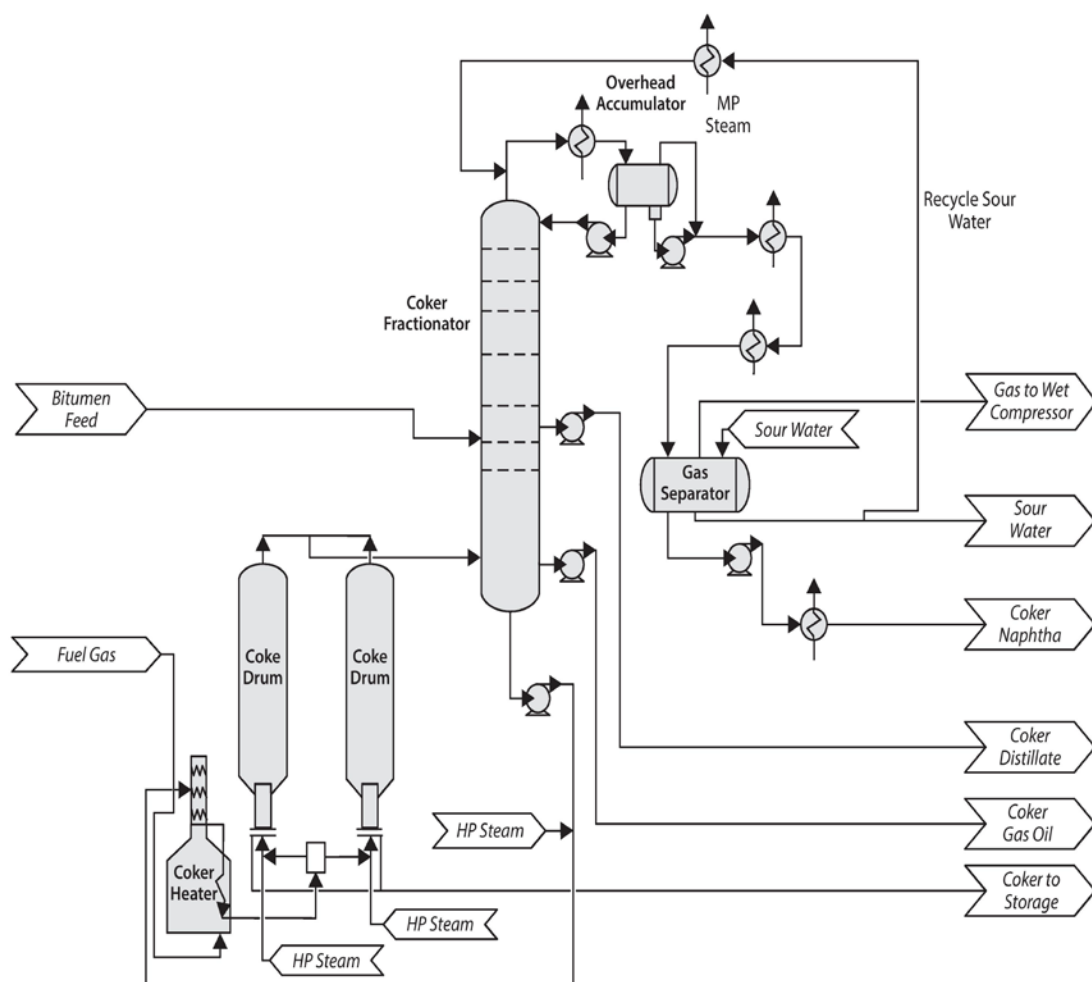 Overhead
Accumulator
MP
Steam
Recycle Sour
Water
Coker
Fractionator
Bitumen
Feed
Gas to Wet
Compressor
Sour Water
Gas
Separator
Sour
Water
Coker
Naphtha
Fuel Gas
Coke
Drum
Coke
Drum
Coker
Distillate
HP Steam
Coker
Gas Oil
Coker
Heater
Coker to
Storage
HP Steam
HP Steam